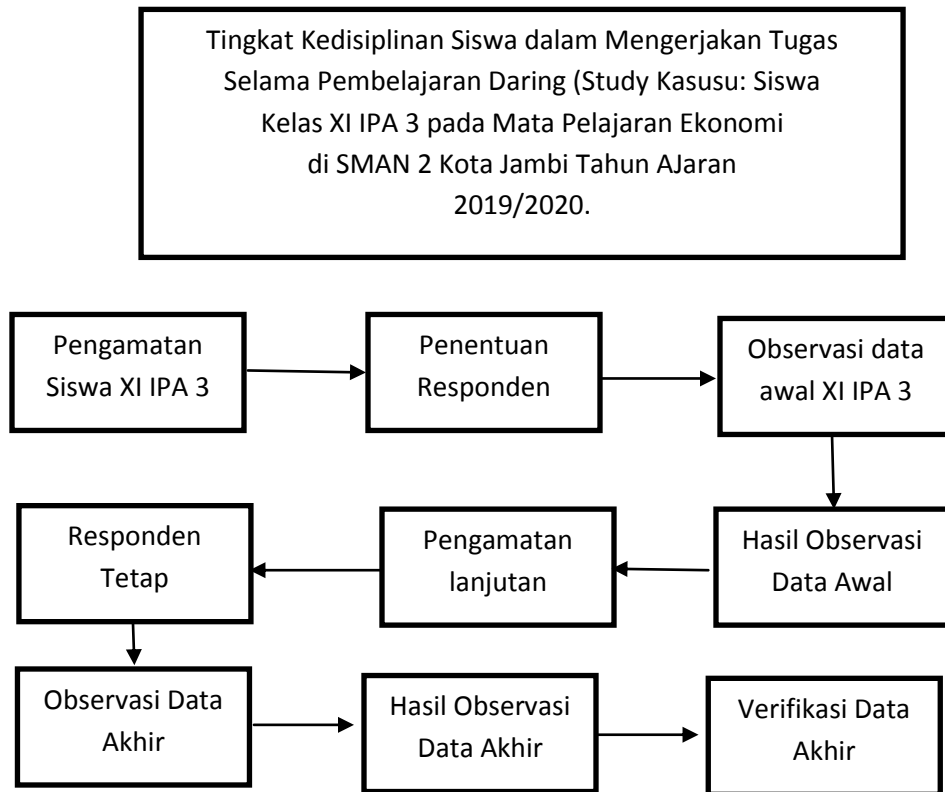 Tingkat Kedisiplinan Siswa dalam Mengerjakan Tugas
Selama Pembelajaran Daring (Study Kasusu: Siswa
Kelas XI IPA 3 pada Mata Pelajaran Ekonomi
di SMAN 2 Kota Jambi Tahun AJaran
2019/2020.
Pengamatan
Siswa XI IPA 3
Penentuan
Responden
Observasi data
awal XI IPA 3
Hasil Observasi
Data Awal
Pengamatan
lanjutan
Responden
Tetap
Observasi Data
Akhir
Hasil Observasi
Data Akhir
Verifikasi Data
Akhir